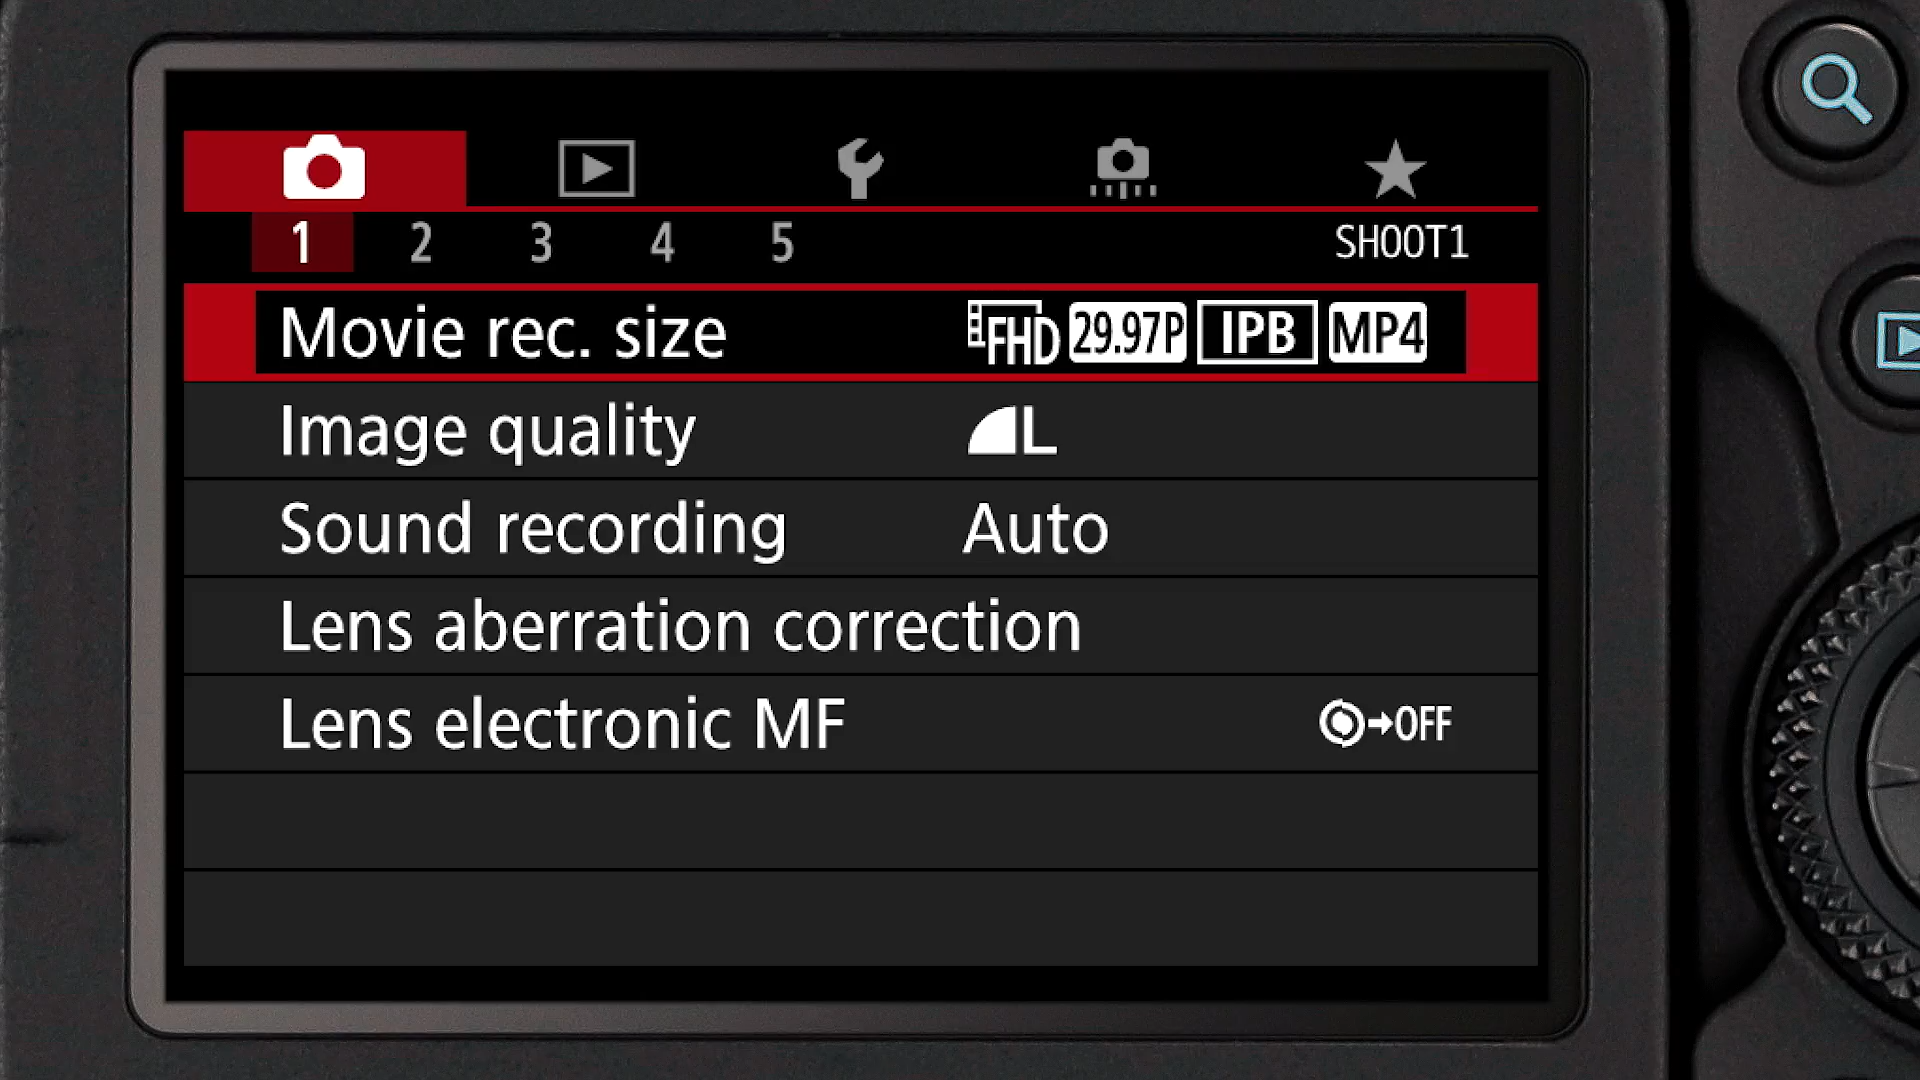 1 2 3 4 5 SHOOT1
Movie rec. size FHD 29.97P IPB MP4
Image quality L
Sound recording Auto
Lens aberration correction
Lens electronic MF →OFF